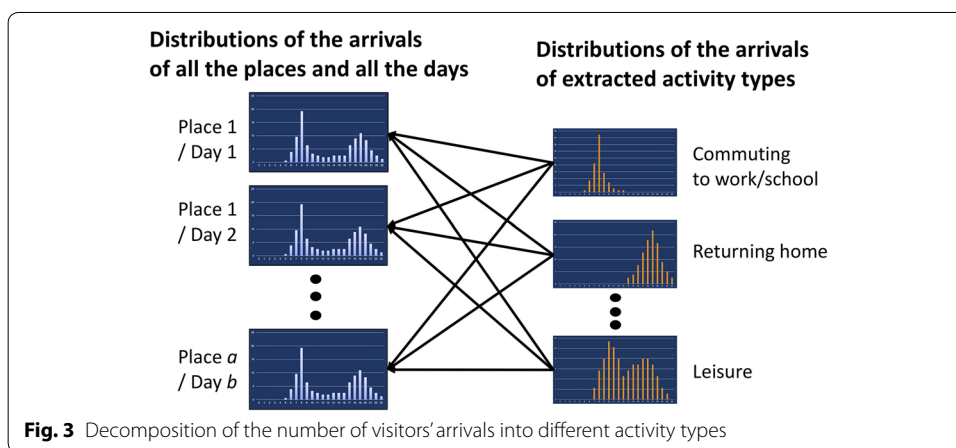 Distributions of the arrivals
of all the places and all the days
Distributions of the arrivals
of extracted activity types
Place 1
/ Day 1
Place 1
/ Day 2
Place a
/ Day b
Commuting
to work/school
Returning home
Leisure
Fig. 3 Decomposition of the number of visitors' arrivals into different activity types